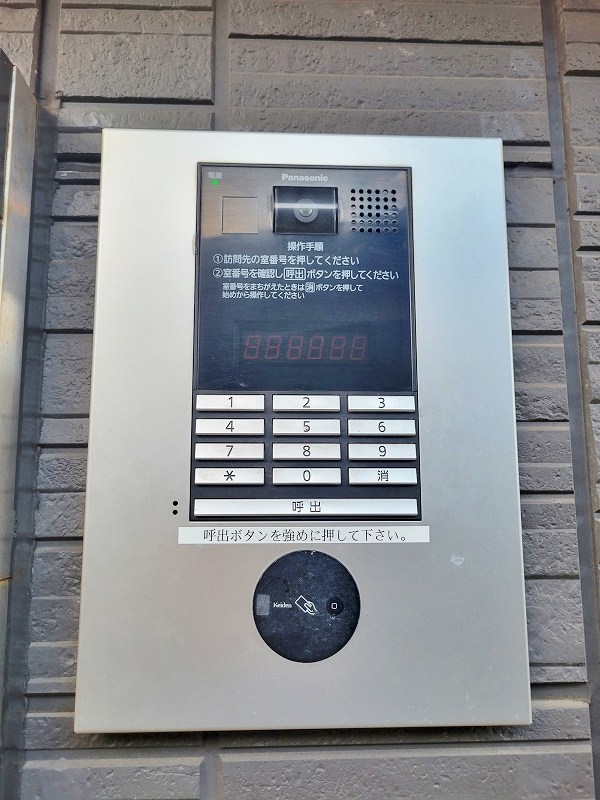 電源
Panasonic
操作手順
①訪問先の室番号を押してください
②室番号を確認し呼出ボタンを押してください
室番号をまちがえたときは消ボタンを押して
始めから操作してください
888888
1 2 3
4 5 6
7 8 9
* 0 消
呼出
呼出ボタンを強めに押して下さい。
Keiden